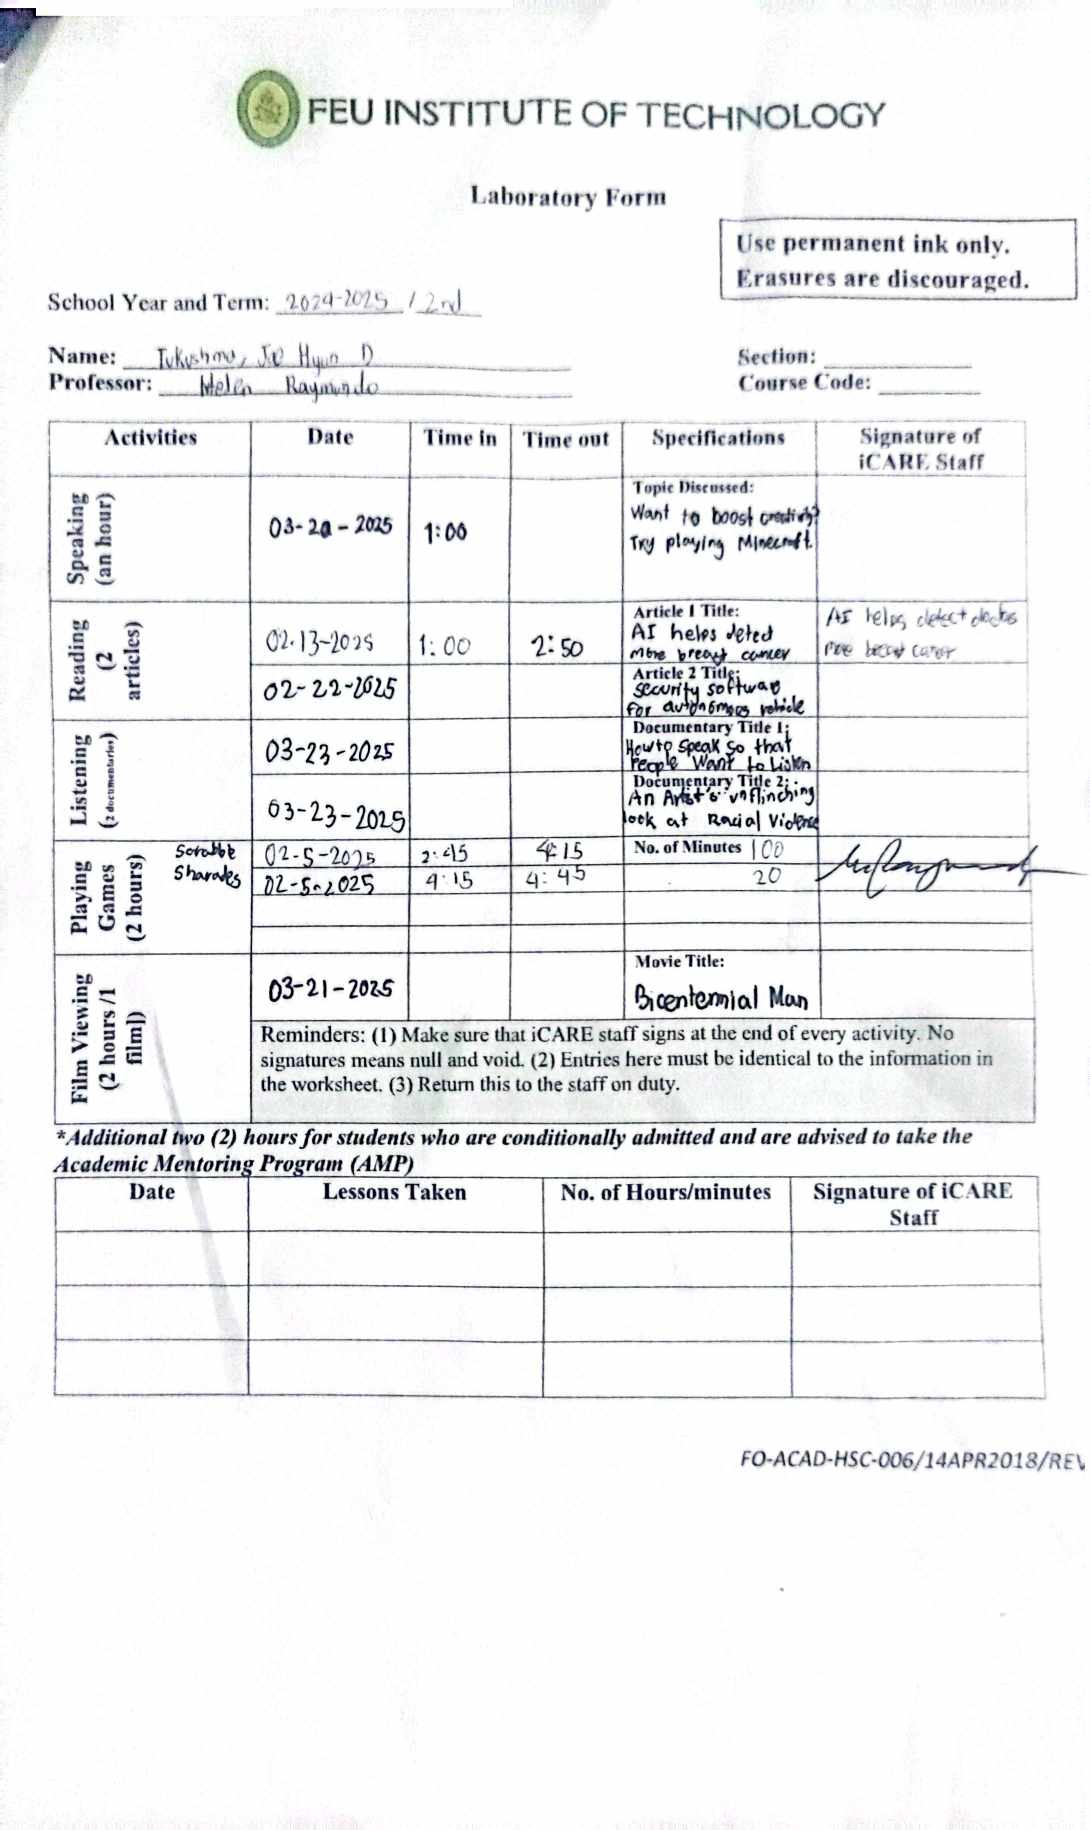 FEU INSTITUTE OF TECHNOLOGY
Laboratory Form
Use permanent ink only.
Erasures are discouraged.
School Year and Term: 2024-2025 / 2nd
Name: Hyun D
Professor: Helen Raymundo
Section:
Course Code:
Activities Date Time in Time out Specifications Signature of
iCARE Staff
Speaking
(an hour)
03-20-2025 1:00
Topic Discussed:
Want to boost creativity?
Try playing Minecraft.
Reading
(2
articles)
02-13-2025 1:00 2:50
Article 1 Title:
AI helps deted
more breast cancer
AI helps detect doctos
breast cancer
02-22-2025
Article 2 Title:
security software
for autonomous vehicle
Listening
(2 documentaries)
03-23-2025
Documentary Title 1:
How to speak so that
People Want to Listen
03-23-2025
Documentary Title 2:
An Artist's unflinching
look at Racial Violence
Playing
Games
(2 hours)
Scrabble 02-5-2025 2:45 4:15 No. of Minutes 100
Sharades 02-5-2025 4:15 4:45 20
Film Viewing
(2 hours /1
film])
03-21-2025
Movie Title:
Bicentennial Man
Reminders: (1) Make sure that iCARE staff signs at the end of every activity. No
signatures means null and void. (2) Entries here must be identical to the information in
the worksheet. (3) Return this to the staff on duty.
*Additional two (2) hours for students who are conditionally admitted and are advised to take the
Academic Mentoring Program (AMP)
Date Lessons Taken No. of Hours/minutes Signature of iCARE
Staff
FO-ACAD-HSC-006/14APR2018/REV